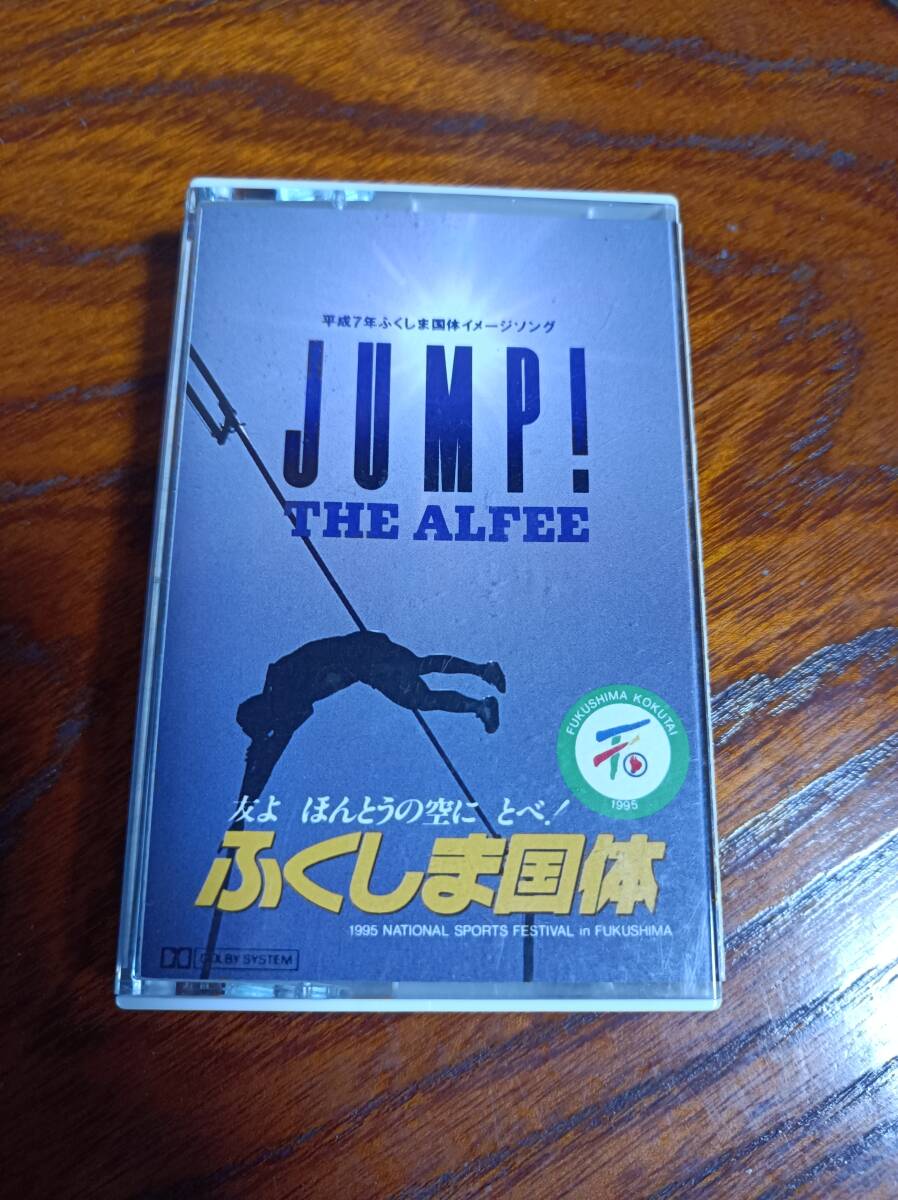 平成7年ふくしま国体イメージソング
JUMP!
THE ALFEE
FUKUSHIMA KOKUTAI
1995
友よ ほんとうの空に とべ!
ふくしま国体
1995 NATIONAL SPORTS FESTIVAL in FUKUSHIMA
DOLBY SYSTEM